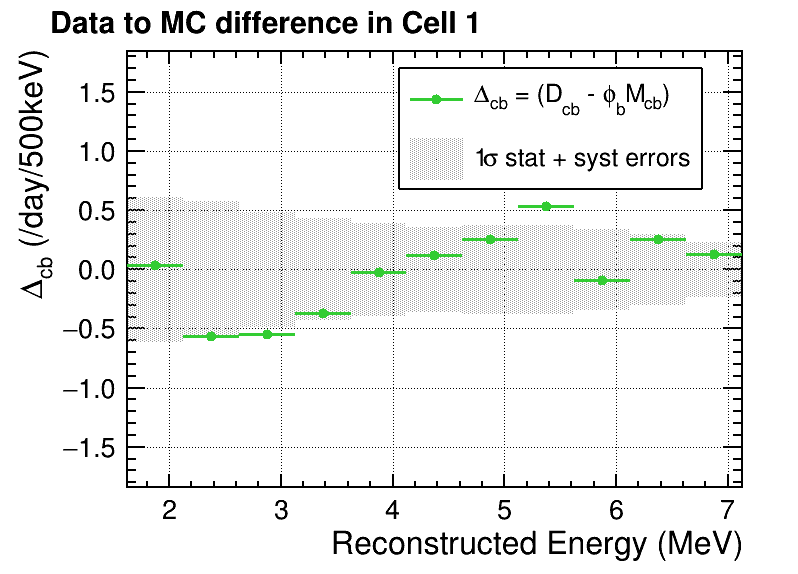 Data to MC difference in Cell 1
Δcb (/day/500keV)
1.5
1.0
0.5
0.0
−0.5
−1.0
−1.5
Δcb = (Dcb - ϕbMcb)
1σ stat + syst errors
2 3 4 5 6 7
Reconstructed Energy (MeV)